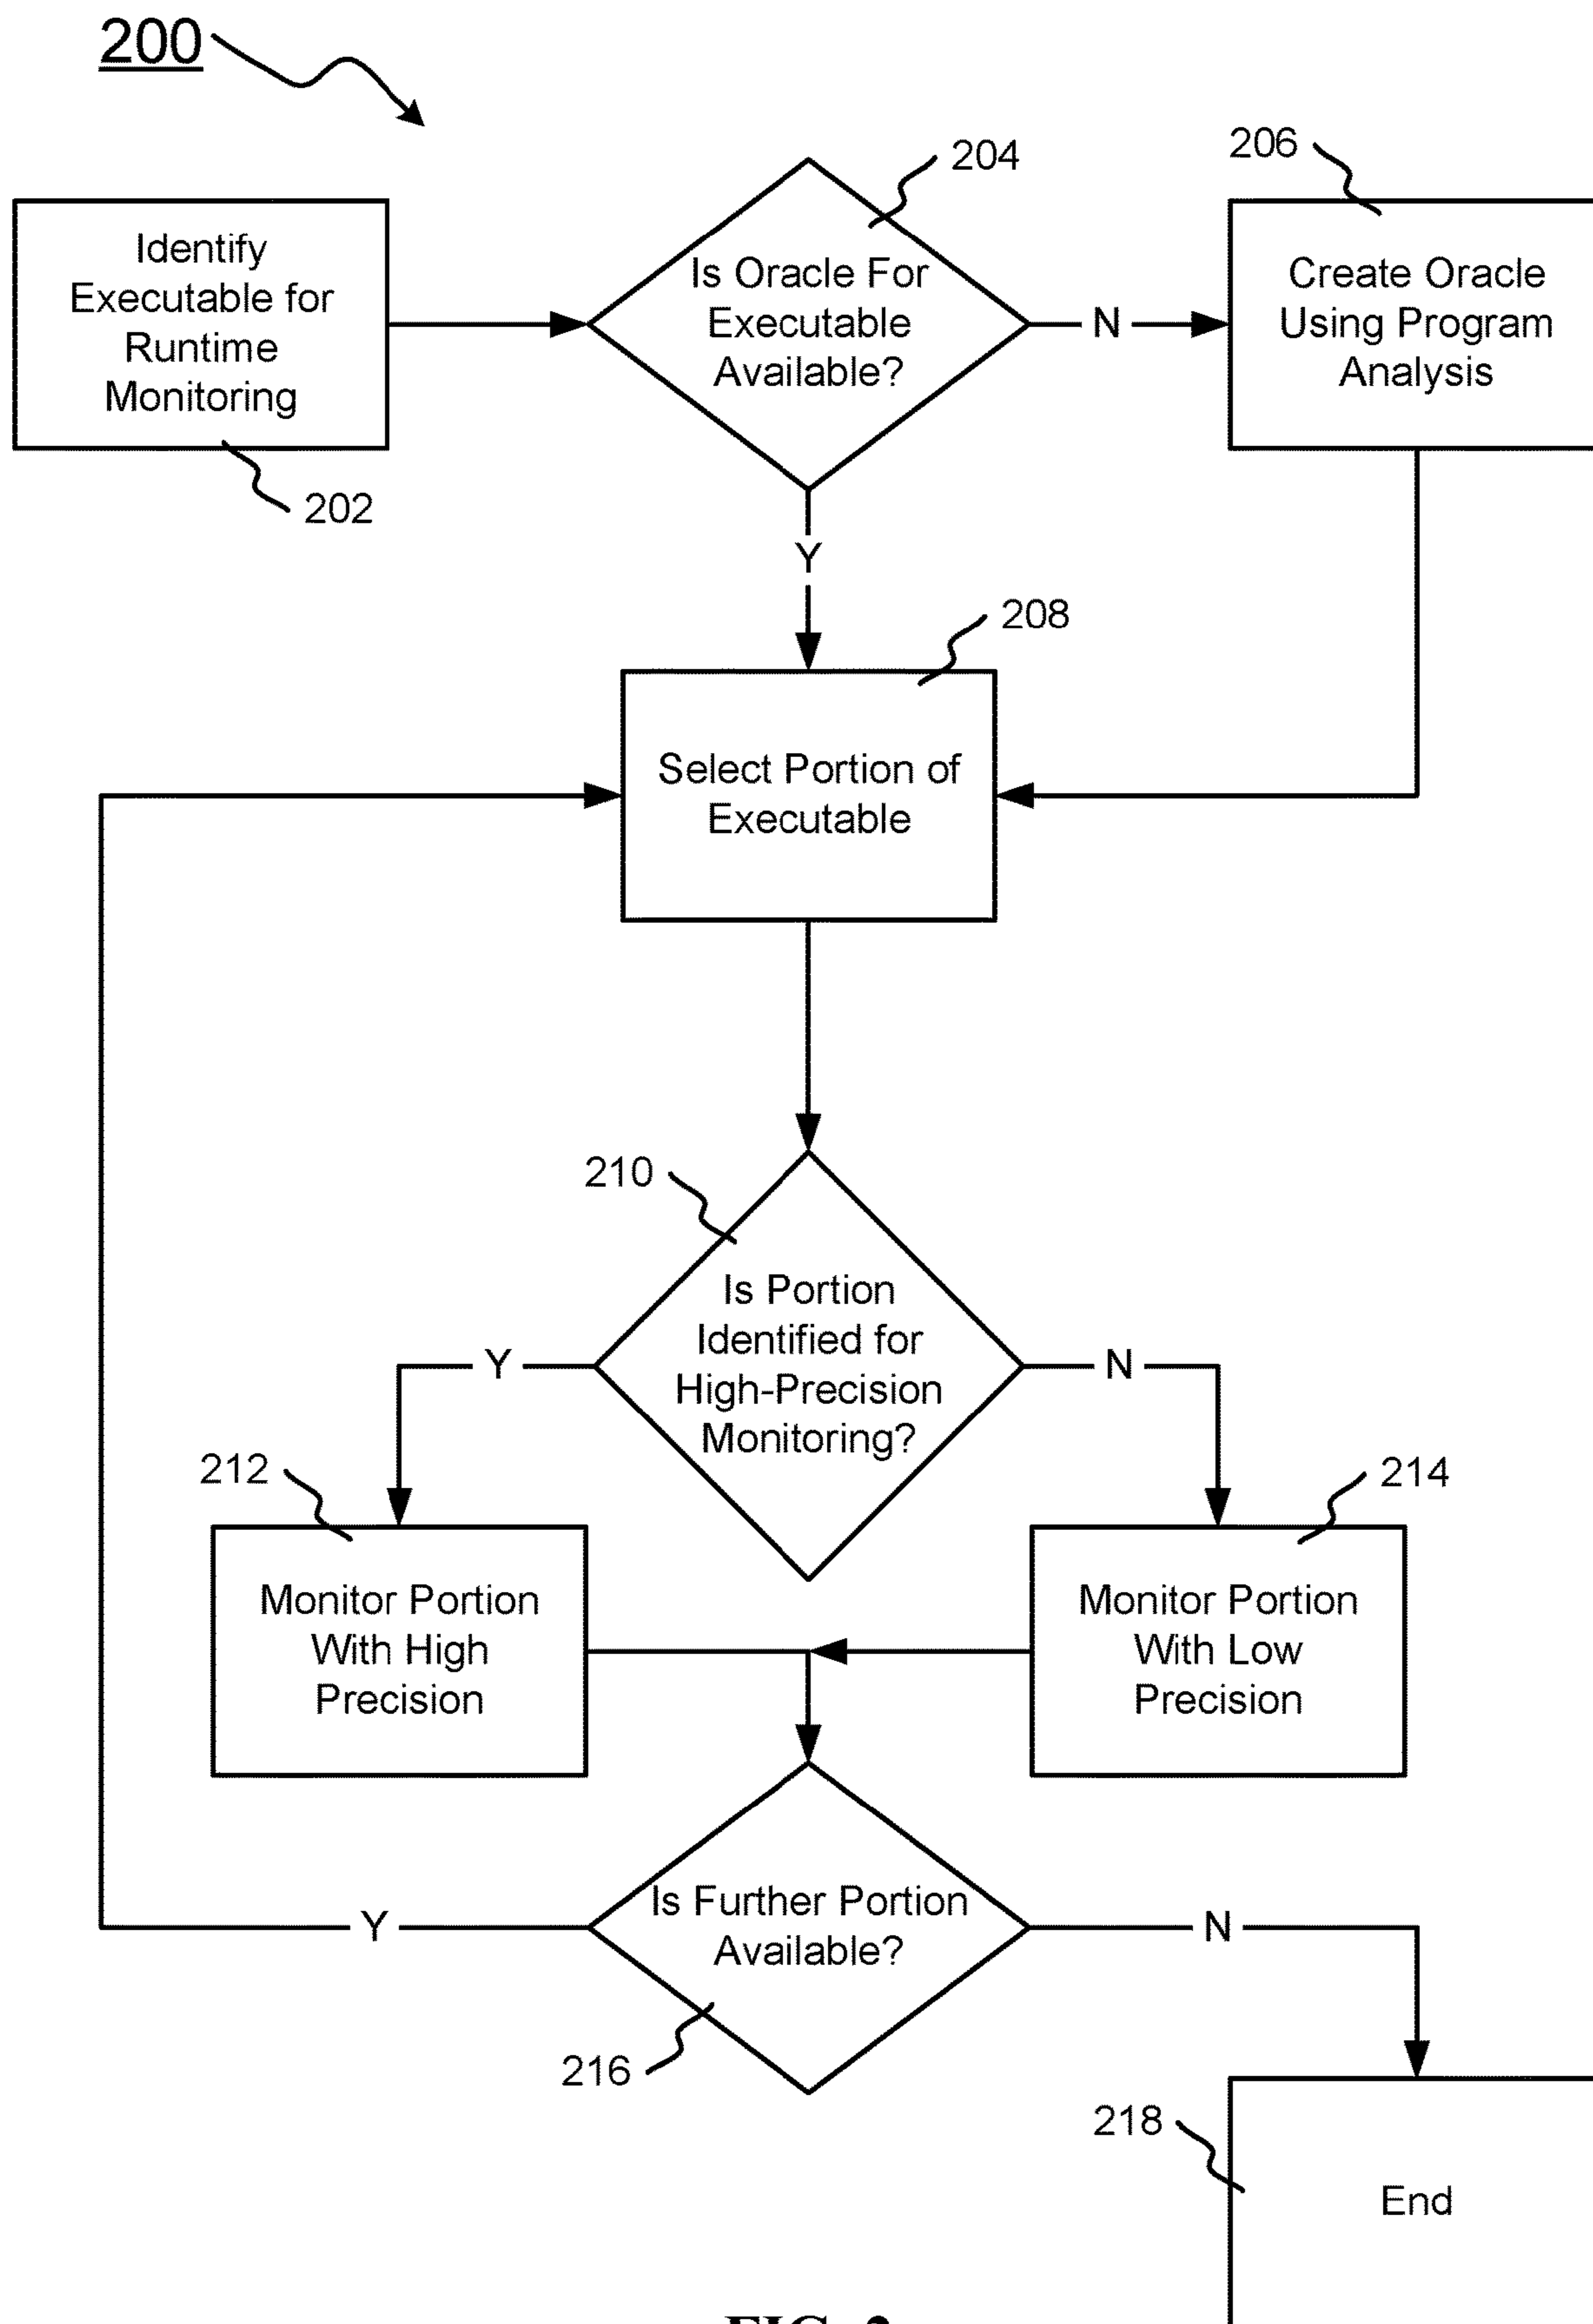 200
204
206
Identify
Executable for
Runtime
Monitoring
Is Oracle For
Executable
Available?
N
Create Oracle
Using Program
Analysis
202
Y
208
Select Portion of
Executable
210
Is Portion
Identified for
High-Precision
Monitoring?
Y
N
212
214
Monitor Portion
With High
Precision
Monitor Portion
With Low
Precision
Is Further Portion
Available?
Y
N
216
218
End